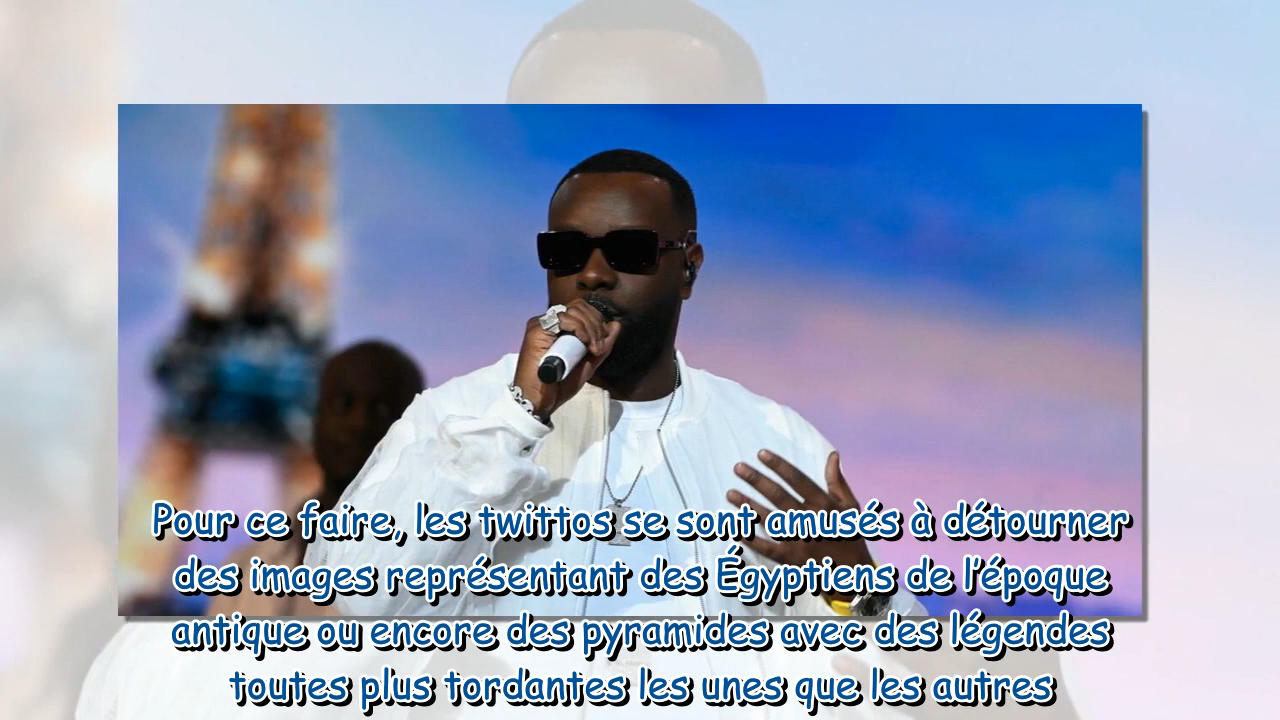 Pour ce faire, les twittos se sont amusés à détourner
des images représentant des Égyptiens de l'époque
antique ou encore des pyramides avec des légendes
toutes plus tordantes les unes que les autres